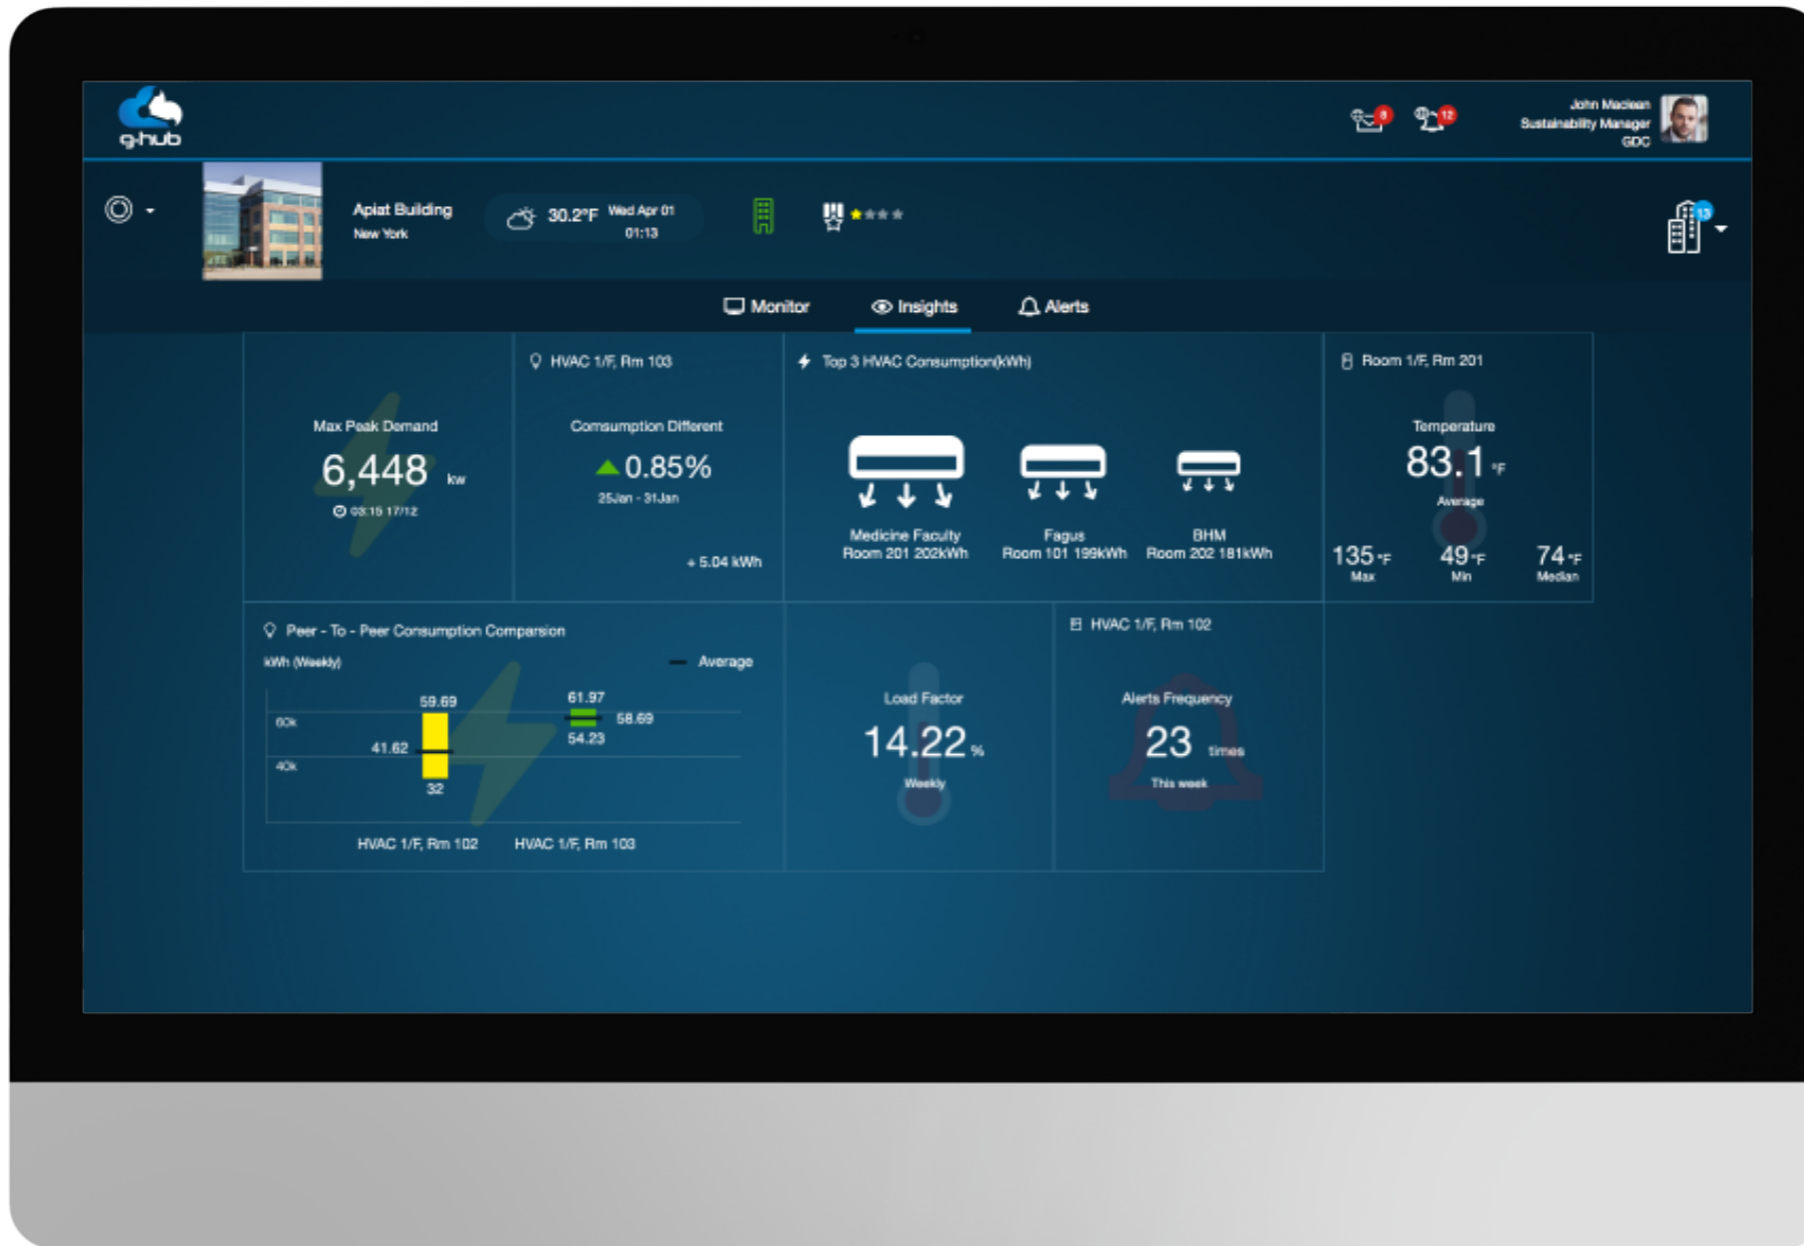 g-hub
8
12
John Maclean
Sustainability Manager
GDC
Apiat Building
New York
30.2°F
Wed Apr 01
01:13
13
Monitor
Insights
Alerts
Max Peak Demand
6,448 kw
03:15 17/12
HVAC 1/F, Rm 103
Comsumption Different
0.85%
25Jan - 31Jan
+ 5.04 kWh
Top 3 HVAC Consumption(kWh)
Medicine Faculty
Room 201 202kWh
Fagus
Room 101 199kWh
BHM
Room 202 181kWh
Room 1/F, Rm 201
Temperature
83.1 °F
Average
135 °F
Max
49 °F
Min
74 °F
Median
Peer - To - Peer Consumption Comparsion
kWh (Weekly)
Average
60k
40k
59.69
41.62
32
61.97
58.69
54.23
HVAC 1/F, Rm 102
HVAC 1/F, Rm 103
Load Factor
14.22 %
Weekly
HVAC 1/F, Rm 102
Alerts Frequency
23 times
This week